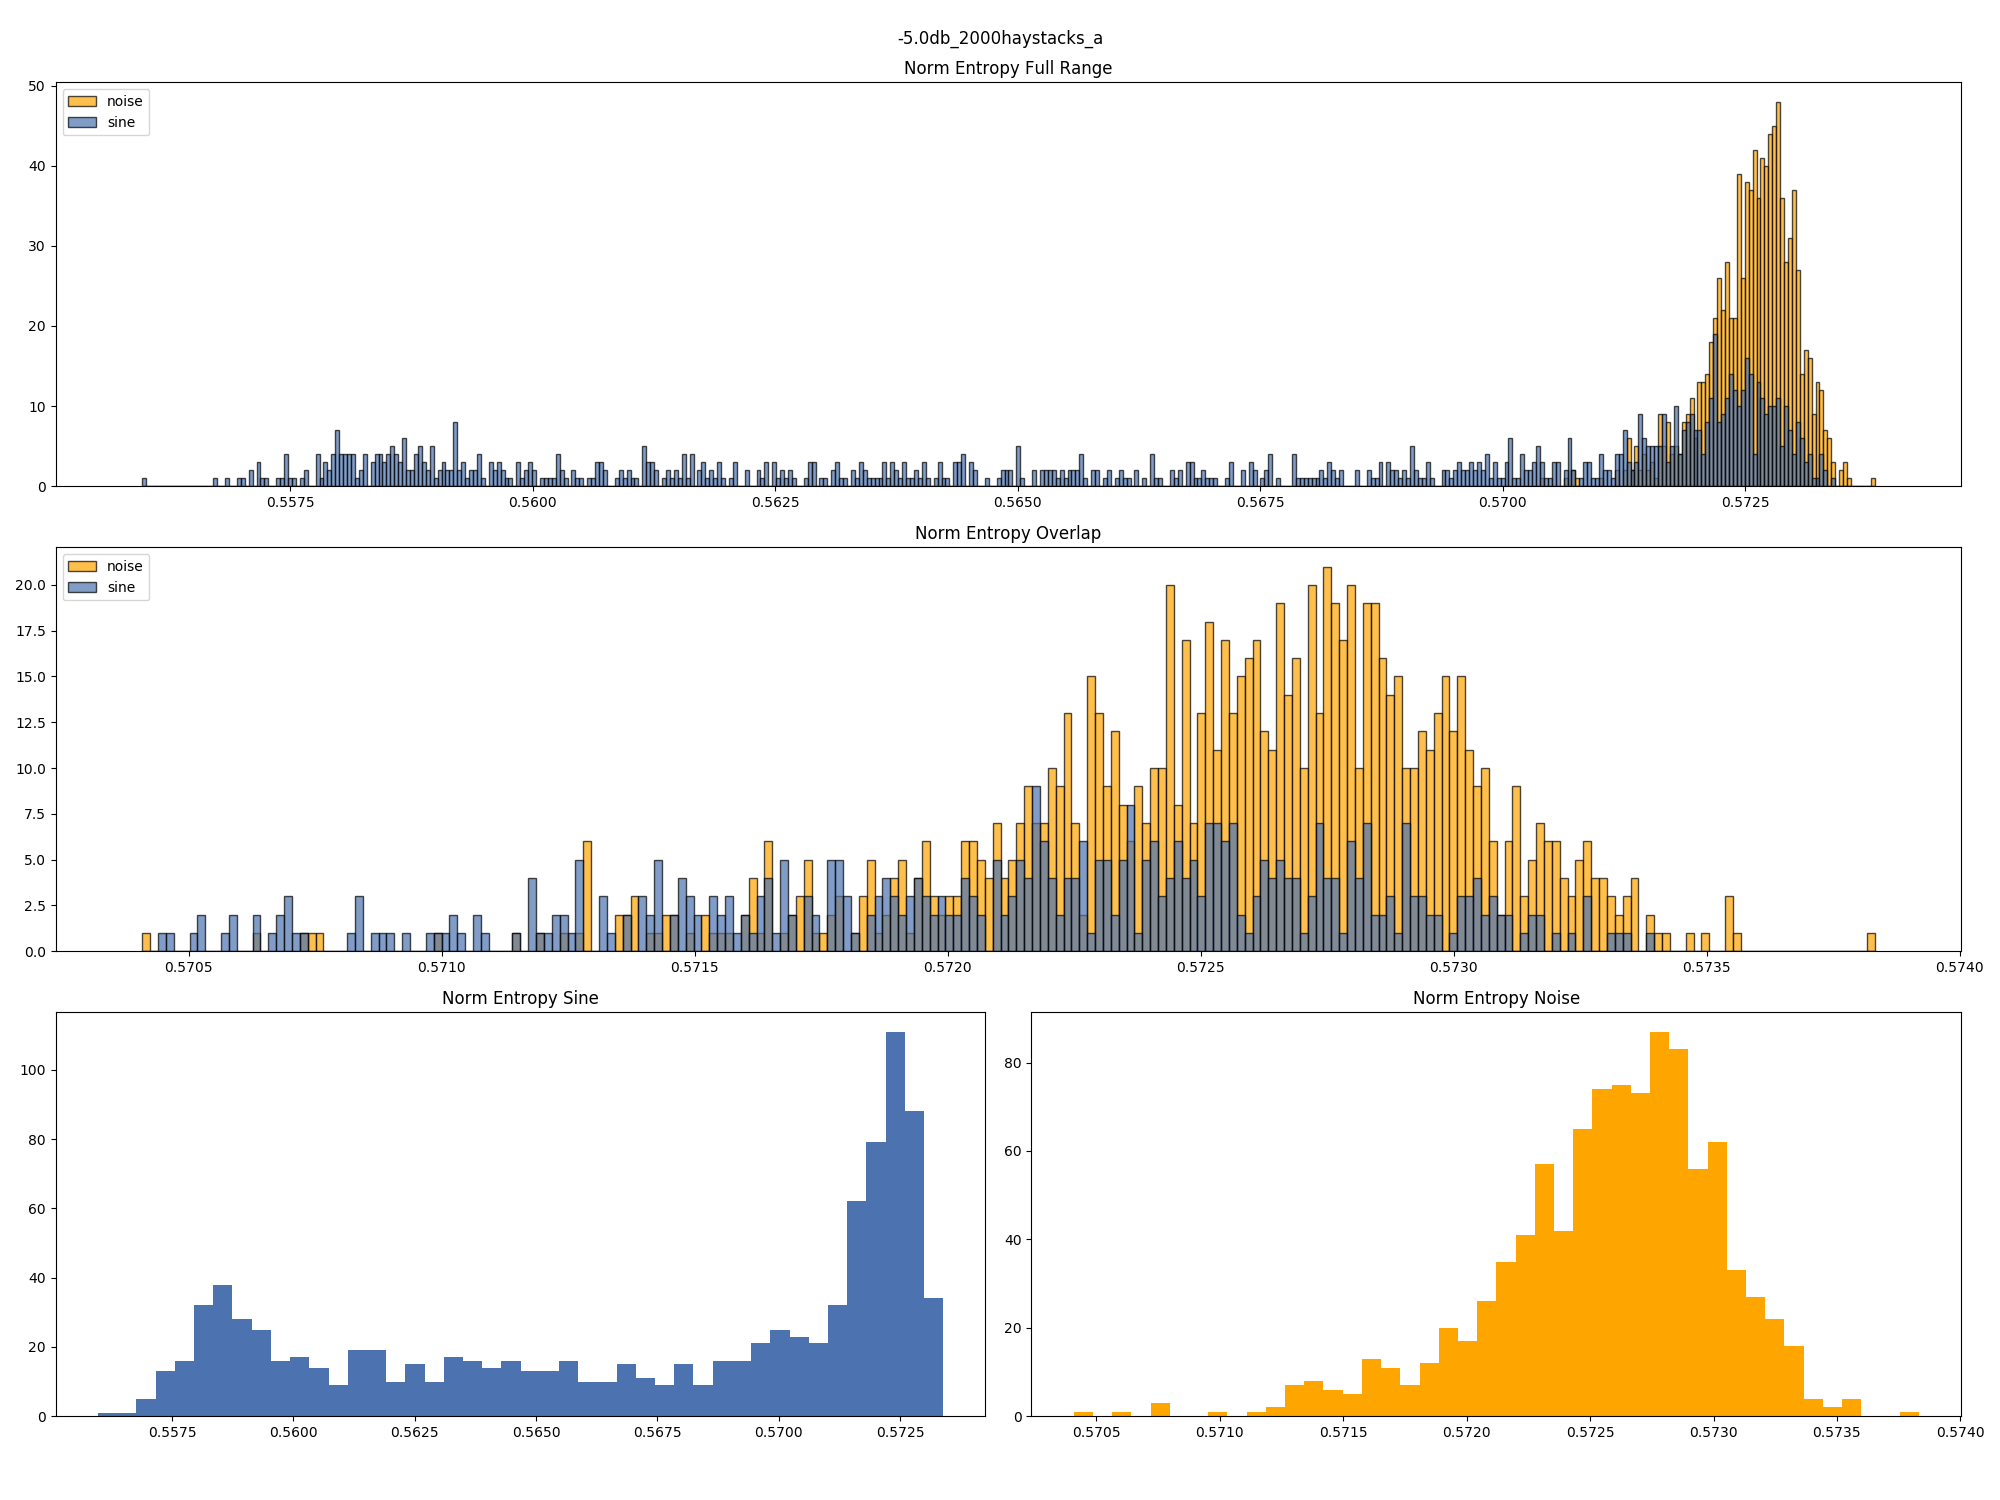 -5.0db_2000haystacks_a
Norm Entropy Full Range
noise
sine
50
40
30
20
10
0
0.5575 0.5600 0.5625 0.5650 0.5675 0.5700 0.5725
Norm Entropy Overlap
noise
sine
20.0
17.5
15.0
12.5
10.0
7.5
5.0
2.5
0.0
0.5705 0.5710 0.5715 0.5720 0.5725 0.5730 0.5735 0.5740
Norm Entropy Sine
100
80
60
40
20
0
0.5575 0.5600 0.5625 0.5650 0.5675 0.5700 0.5725
Norm Entropy Noise
80
60
40
20
0
0.5705 0.5710 0.5715 0.5720 0.5725 0.5730 0.5735 0.5740